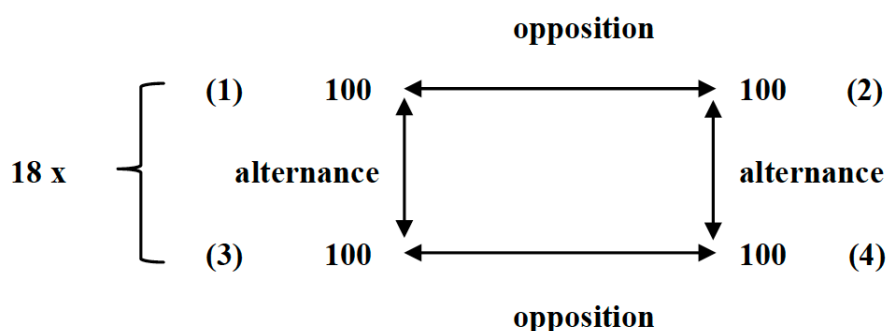 opposition
(1) 100 100 (2)
18 x alternance alternance
(3) 100 100 (4)
opposition